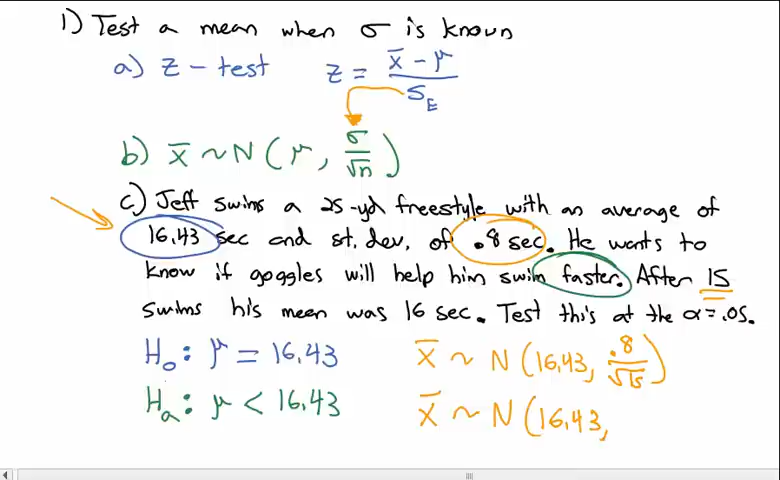 1) Test a mean when σ is known
a) z - test z = (x̄ - μ) / S_E
b) x̄ ~ N(μ, σ/√n)
c) Jeff swims a 25-yd freestyle with an average of
16.43 sec and st. dev. of .8 sec. He wants to
know if goggles will help him swim faster. After 15
swims his mean was 16 sec. Test this at the α=.05.
H₀: μ = 16.43 x̄ ~ N(16.43, .8/√15)
Hₐ: μ < 16.43 x̄ ~ N(16.43,